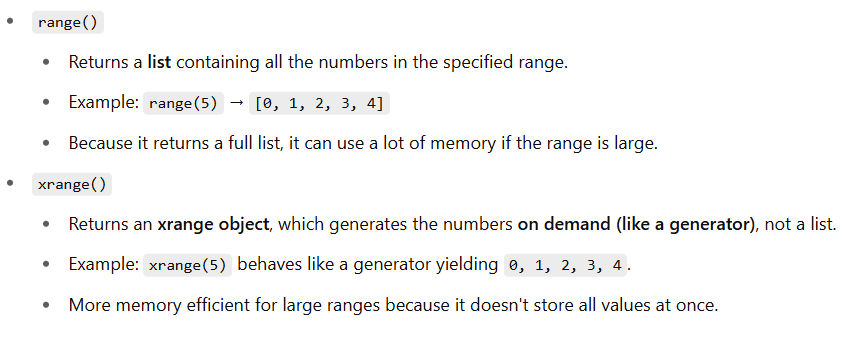 range()
Returns a list containing all the numbers in the specified range.
Example: range(5) → [0, 1, 2, 3, 4]
Because it returns a full list, it can use a lot of memory if the range is large.
xrange()
Returns an xrange object, which generates the numbers on demand (like a generator), not a list.
Example: xrange(5) behaves like a generator yielding 0, 1, 2, 3, 4.
More memory efficient for large ranges because it doesn't store all values at once.